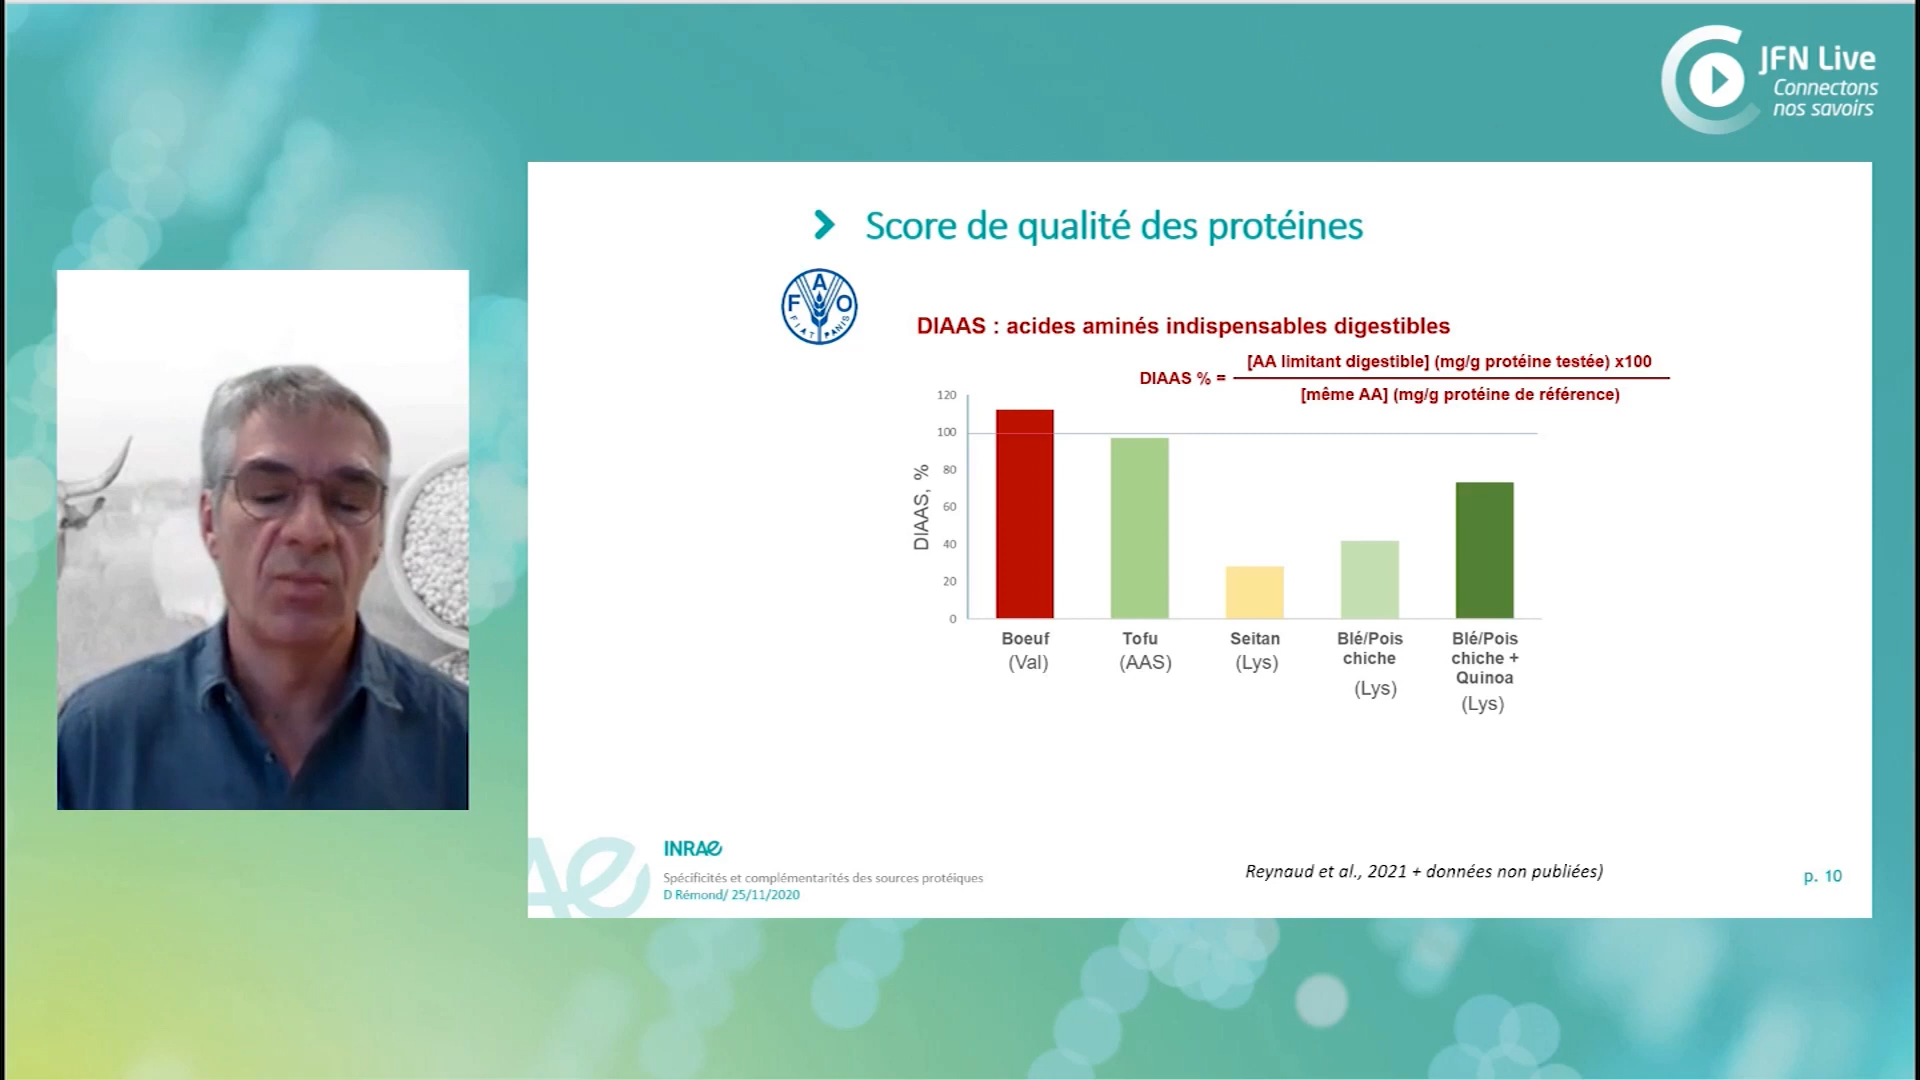 JFN Live
Connectons
nos savoirs
Score de qualité des protéines
F A O
FIAT PANIS
DIAAS : acides aminés indispensables digestibles
DIAAS % =
[AA limitant digestible] (mg/g protéine testée) x100
[même AA] (mg/g protéine de référence)
DIAAS, %
120
100
80
60
40
20
0
Boeuf
(Val)
Tofu
(AAS)
Seitan
(Lys)
Blé/Pois
chiche
(Lys)
Blé/Pois
chiche +
Quinoa
(Lys)
INRAE
Spécificités et complémentarités des sources protéiques
D Rémond/ 25/11/2020
Reynaud et al., 2021 + données non publiées)
p. 10